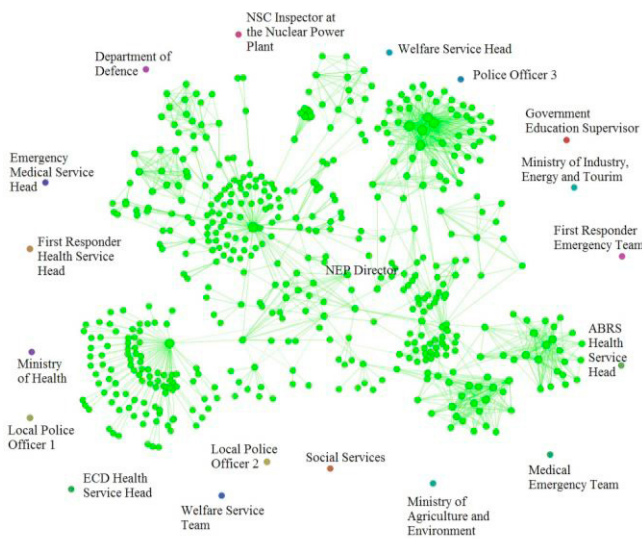 NSC Inspector at
the Nuclear Power
Plant
Department of
Defence
Welfare Service Head
Police Officer 3
Government
Education Supervisor
Emergency
Medical Service
Head
Ministry of Industry,
Energy and Tourim
First Responder
Health Service
Head
First Responder
Emergency Team
NEP Director
ABRS
Health
Service
Head
Ministry
of Health
Local Police
Officer 1
Local Police
Officer 2
Social Services
ECD Health
Service Head
Welfare Service
Team
Ministry of
Agriculture and
Environment
Medical
Emergency Team